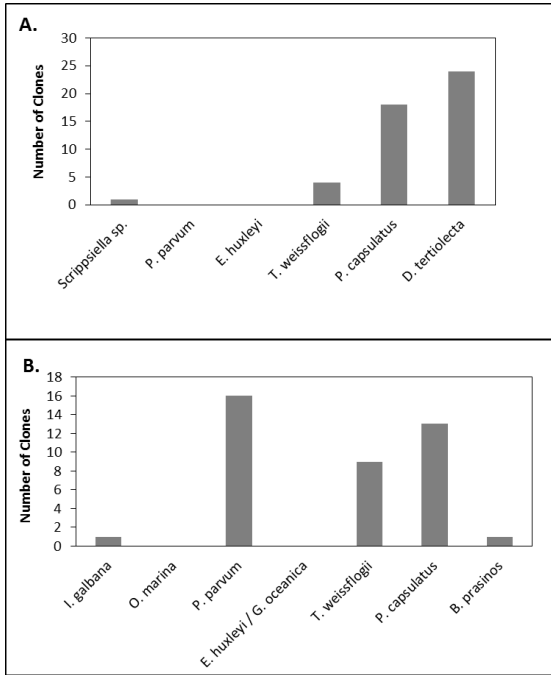 A.
Number of Clones
30
25
20
15
10
5
0
Scrippsiella sp.
P. parvum
E. huxleyi
T. weissflogii
P. capsulatus
D. tertiolecta
B.
Number of Clones
18
16
14
12
10
8
6
4
2
0
I. galbana
O. marina
P. parvum
E. huxleyi / G. oceanica
T. weissflogii
P. capsulatus
B. prasinos